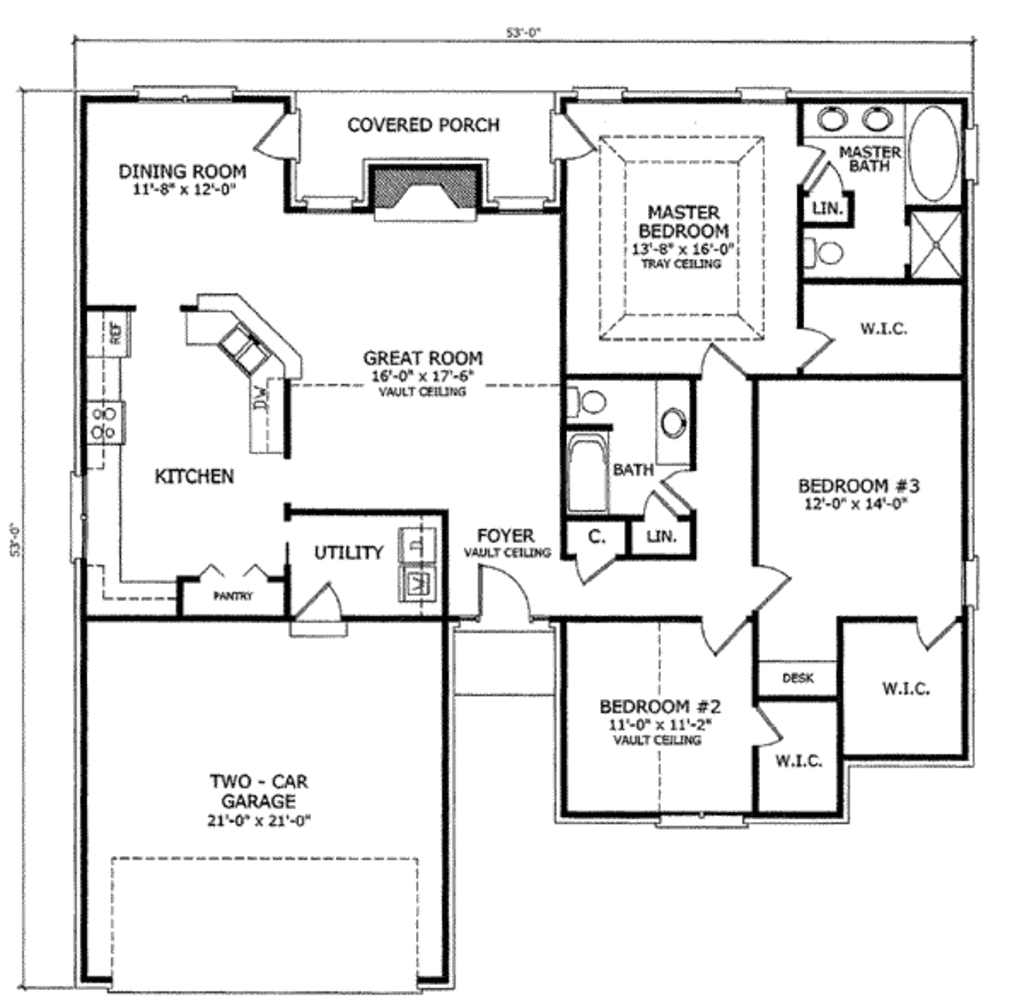 53'-0"
COVERED PORCH
DINING ROOM
11'-8" x 12'-0"
MASTER
BATH
LIN.
MASTER
BEDROOM
13'-8" x 16'-0"
TRAY CEILING
W.I.C.
REF
GREAT ROOM
16'-0" x 17'-6"
VAULT CEILING
DW
KITCHEN
BATH
BEDROOM #3
12'-0" x 14'-0"
53'-0"
UTILITY
D
W
FOYER
VAULT CEILING
C.
LIN.
PANTRY
DESK
W.I.C.
BEDROOM #2
11'-0" x 11'-2"
VAULT CEILING
W.I.C.
TWO - CAR
GARAGE
21'-0" x 21'-0"